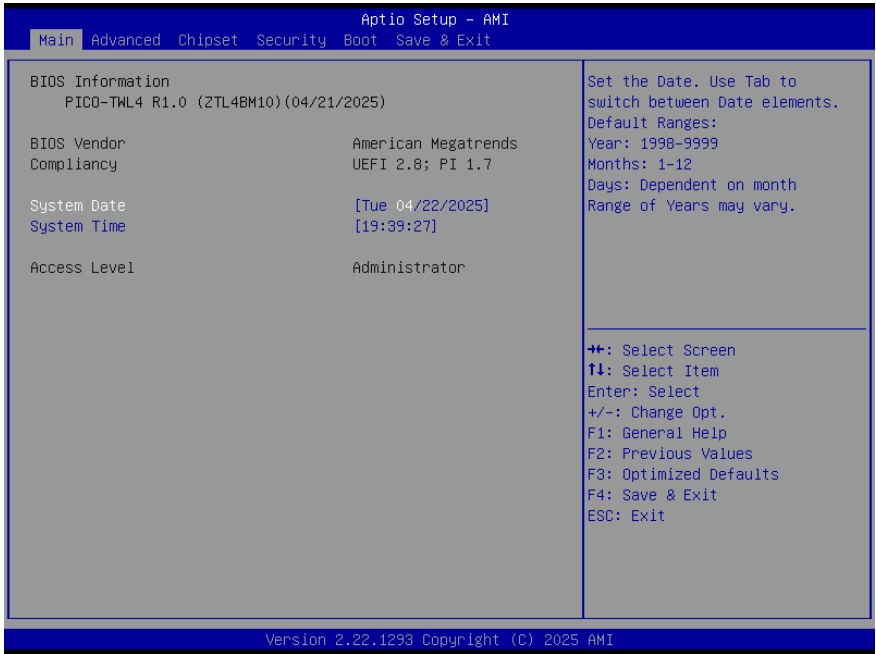 Aptio Setup – AMI
Main Advanced Chipset Security Boot Save & Exit
BIOS Information
PICO-TWL4 R1.0 (ZTL4BM10)(04/21/2025)
BIOS Vendor American Megatrends
Compliancy UEFI 2.8; PI 1.7
System Date [Tue 04/22/2025]
System Time [19:39:27]
Access Level Administrator
Set the Date. Use Tab to
switch between Date elements.
Default Ranges:
Year: 1998-9999
Months: 1-12
Days: Dependent on month
Range of Years may vary.
→←: Select Screen
↑↓: Select Item
Enter: Select
+/-: Change Opt.
F1: General Help
F2: Previous Values
F3: Optimized Defaults
F4: Save & Exit
ESC: Exit
Version 2.22.1293 Copyright (C) 2025 AMI